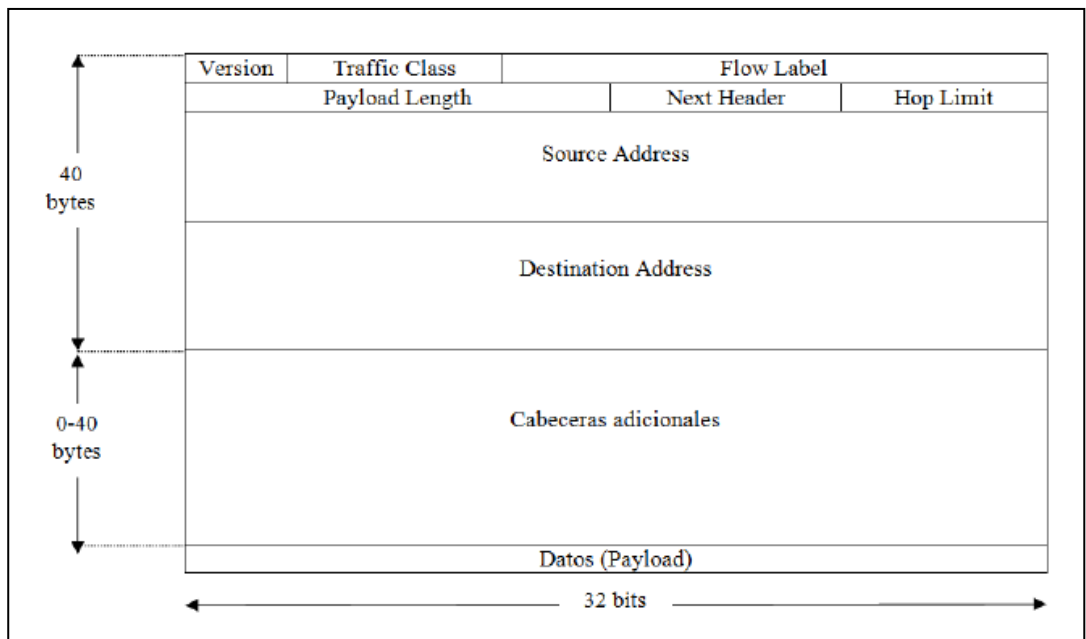 Version Traffic Class Flow Label
Payload Length Next Header Hop Limit
Source Address
40
bytes
Destination Address
Cabeceras adicionales
0-40
bytes
Datos (Payload)
32 bits